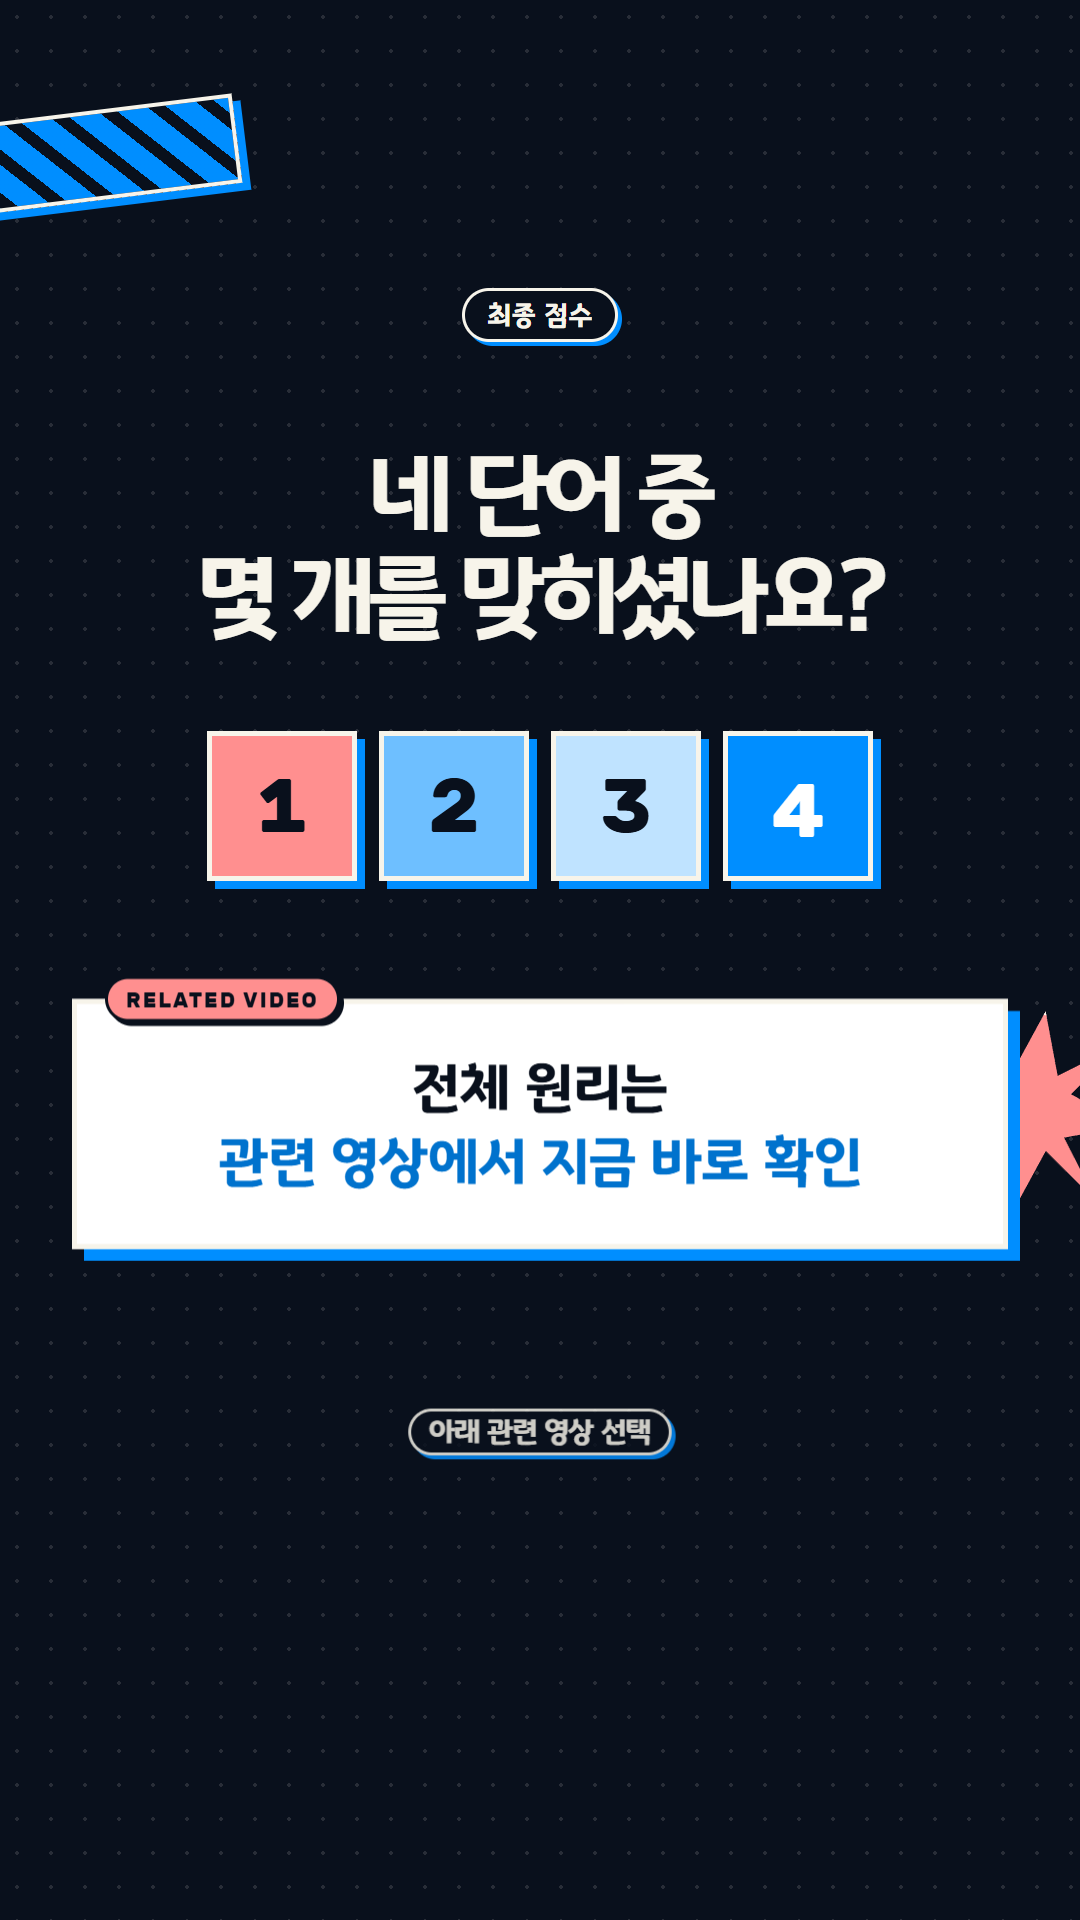 최종 점수
네 단어 중
몇 개를 맞히셨나요?
1 2 3 4
RELATED VIDEO
전체 원리는
관련 영상에서 지금 바로 확인
아래 관련 영상 선택